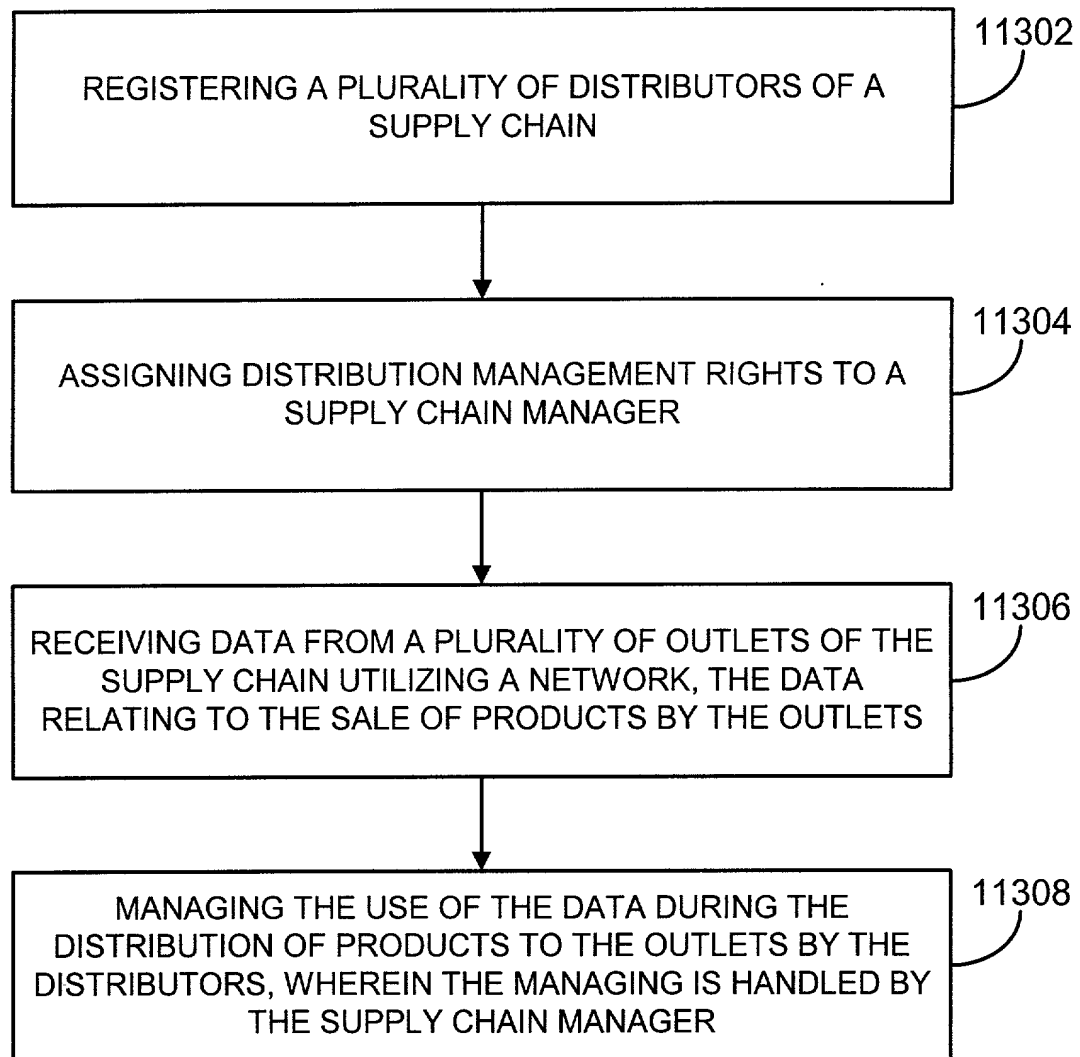 11302
REGISTERING A PLURALITY OF DISTRIBUTORS OF A
SUPPLY CHAIN
11304
ASSIGNING DISTRIBUTION MANAGEMENT RIGHTS TO A
SUPPLY CHAIN MANAGER
11306
RECEIVING DATA FROM A PLURALITY OF OUTLETS OF THE
SUPPLY CHAIN UTILIZING A NETWORK, THE DATA
RELATING TO THE SALE OF PRODUCTS BY THE OUTLETS
11308
MANAGING THE USE OF THE DATA DURING THE
DISTRIBUTION OF PRODUCTS TO THE OUTLETS BY THE
DISTRIBUTORS, WHEREIN THE MANAGING IS HANDLED BY
THE SUPPLY CHAIN MANAGER